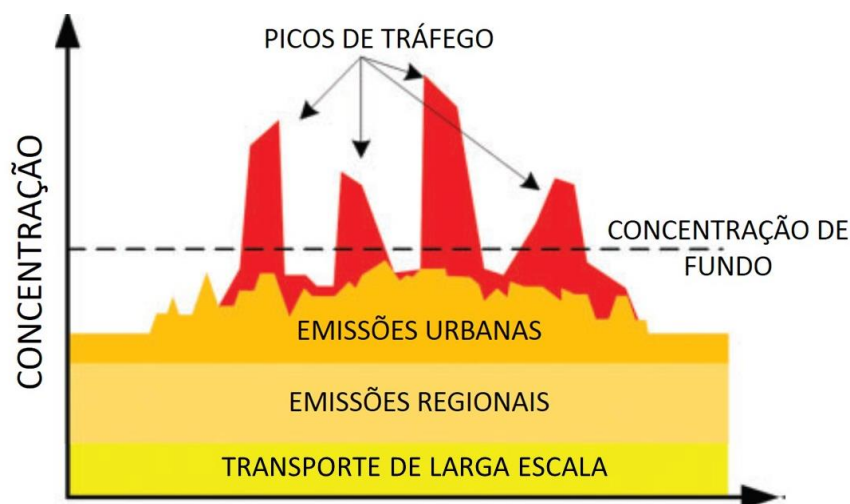 PICOS DE TRÁFEGO
CONCENTRAÇÃO
CONCENTRAÇÃO DE
FUNDO
EMISSÕES URBANAS
EMISSÕES REGIONAIS
TRANSPORTE DE LARGA ESCALA